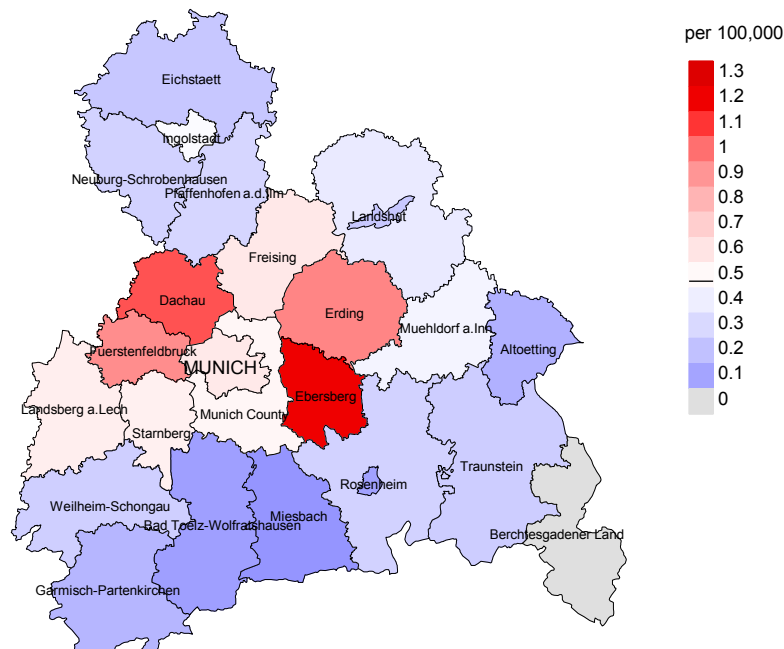 per 100,000
1.3
1.2
1.1
1
0.9
0.8
0.7
0.6
0.5
0.4
0.3
0.2
0.1
0
Eichstaett
Ingolstadt
Neuburg-Schrobenhausen
Pfaffenhofen a.d.Ilm
Landshut
Freising
Dachau
Erding
Muehldorf a.Inn
Altoetting
Fuerstenfeldbruck
MUNICH
Ebersberg
Landsberg a.Lech
Munich County
Starnberg
Traunstein
Rosenheim
Weilheim-Schongau
Miesbach
Bad Toelz-Wolfratshausen
Berchtesgadener Land
Garmisch-Partenkirchen